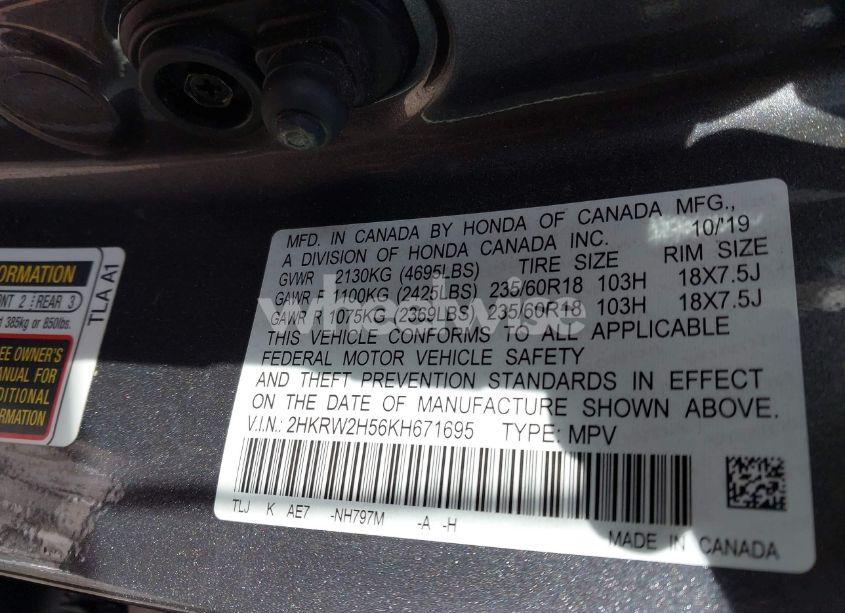 ORMATION
NT 2 REAR 3
d 385kg or 850lbs.
EE OWNER'S
ANUAL FOR
DITIONAL
ORMATION
TLA A1
MFD. IN CANADA BY HONDA OF CANADA MFG.,
A DIVISION OF HONDA CANADA INC. 10/'19
GVWR 2130KG (4695LBS) TIRE SIZE RIM SIZE
GAWR F 1100KG (2425LBS) 235/60R18 103H 18X7.5J
GAWR R 1075KG (2369LBS) 235/60R18 103H 18X7.5J
THIS VEHICLE CONFORMS TO ALL APPLICABLE
FEDERAL MOTOR VEHICLE SAFETY
AND THEFT PREVENTION STANDARDS IN EFFECT
ON THE DATE OF MANUFACTURE SHOWN ABOVE.
V.I.N.: 2HKRW2H56KH671695 TYPE: MPV
TLJ K AE7 -NH797M -A -H
MADE IN CANADA
wheelwise